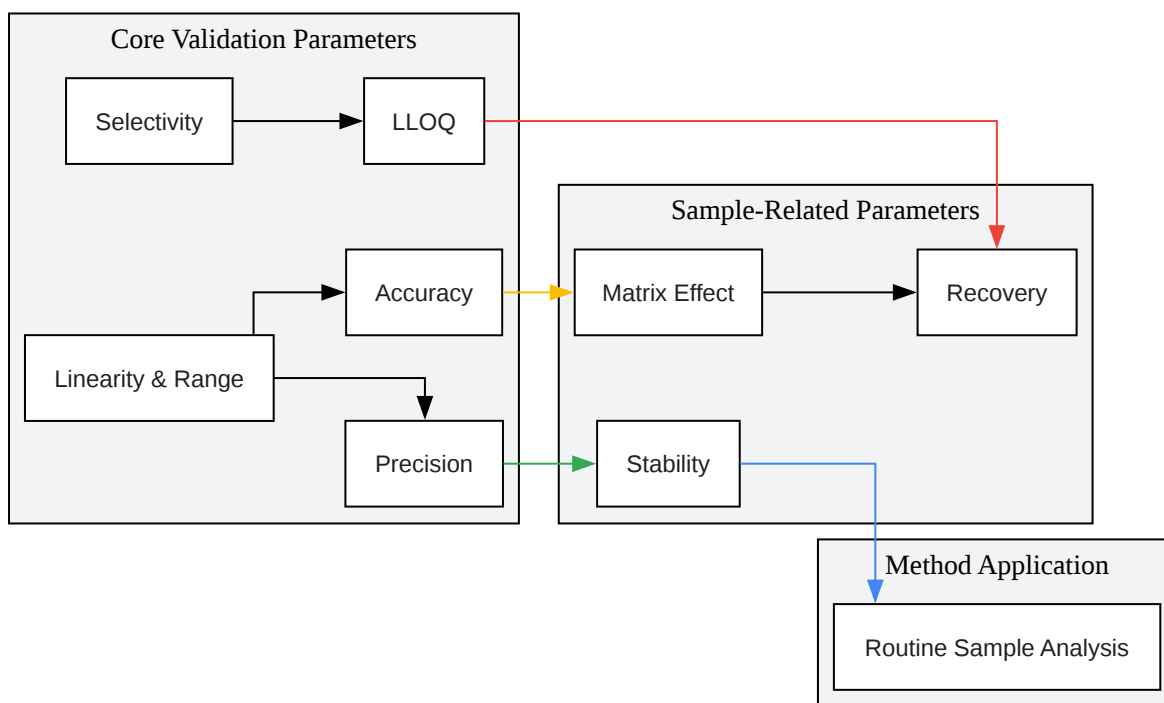 Core Validation Parameters
Selectivity
LLOQ
Sample-Related Parameters
Accuracy
Matrix Effect
Recovery
Linearity & Range
Precision
Stability
Method Application
Routine Sample Analysis